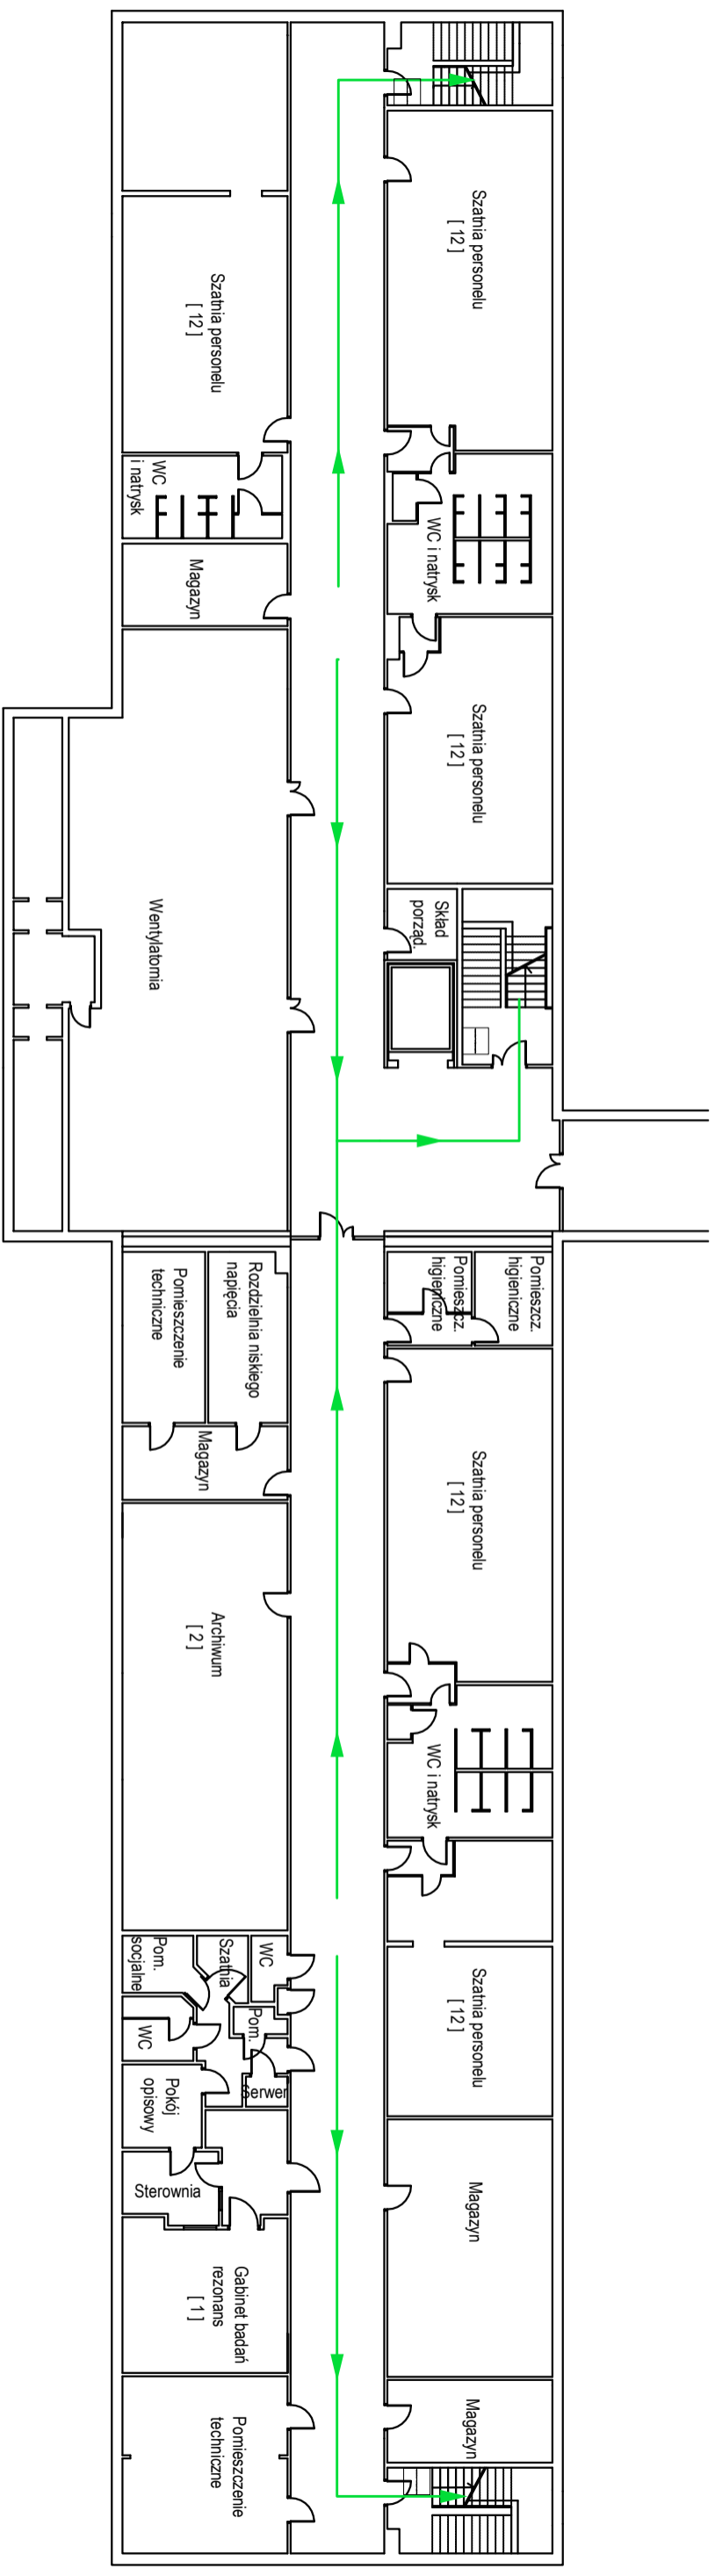 Szatnia personelu
[ 12 ]
Szatnia personelu
[ 12 ]
WC
i natrysk
WC i natrysk
Magazyn
Szatnia personelu
[ 12 ]
Skład
porząd.
Wentylatornia
Pomieszcz.
higieniczne
Pomieszcz.
higieniczne
Rozdzielnia niskiego
napięcia
Pomieszczenie
techniczne
Magazyn
Szatnia personelu
[ 12 ]
Archiwum
[ 2 ]
WC i natrysk
WC
Szatnia
Pom.
socjalne
Szatnia personelu
[ 12 ]
Pom.
WC
Serwer
Pokój
opisowy
Sterownia
Magazyn
Gabinet badań
rezonans
[ 1 ]
Magazyn
Pomieszczenie
techniczne